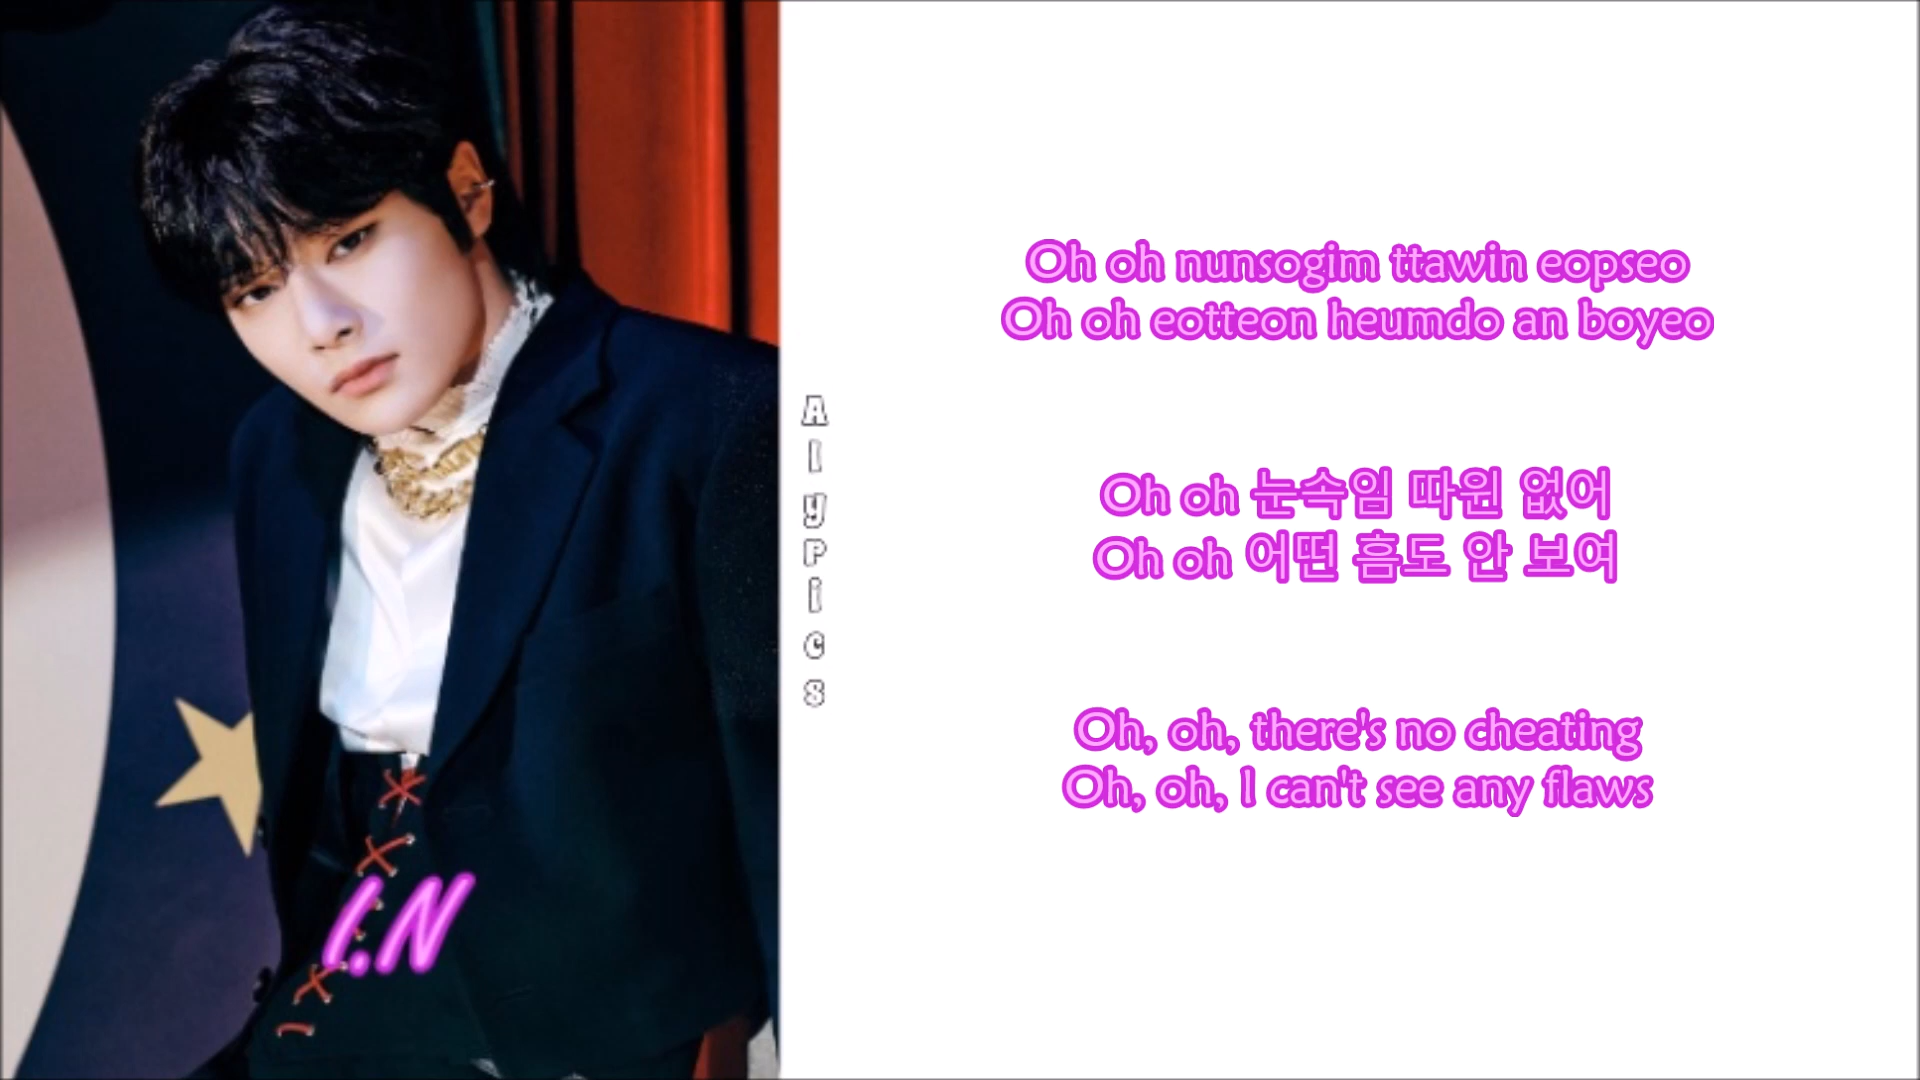 Oh oh nunsogim ttawin eopseo
Oh oh eotteon heumdo an boyeo
Oh oh 눈속임 따윈 없어
Oh oh 어떤 흠도 안 보여
Oh, oh, there's no cheating
Oh, oh, I can't see any flaws
AlyPics
I.N